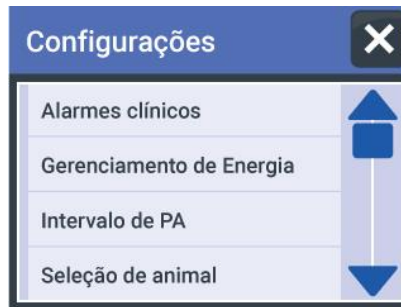 Configurações
Alarmes clínicos
Gerenciamento de Energia
Intervalo de PA
Seleção de animal